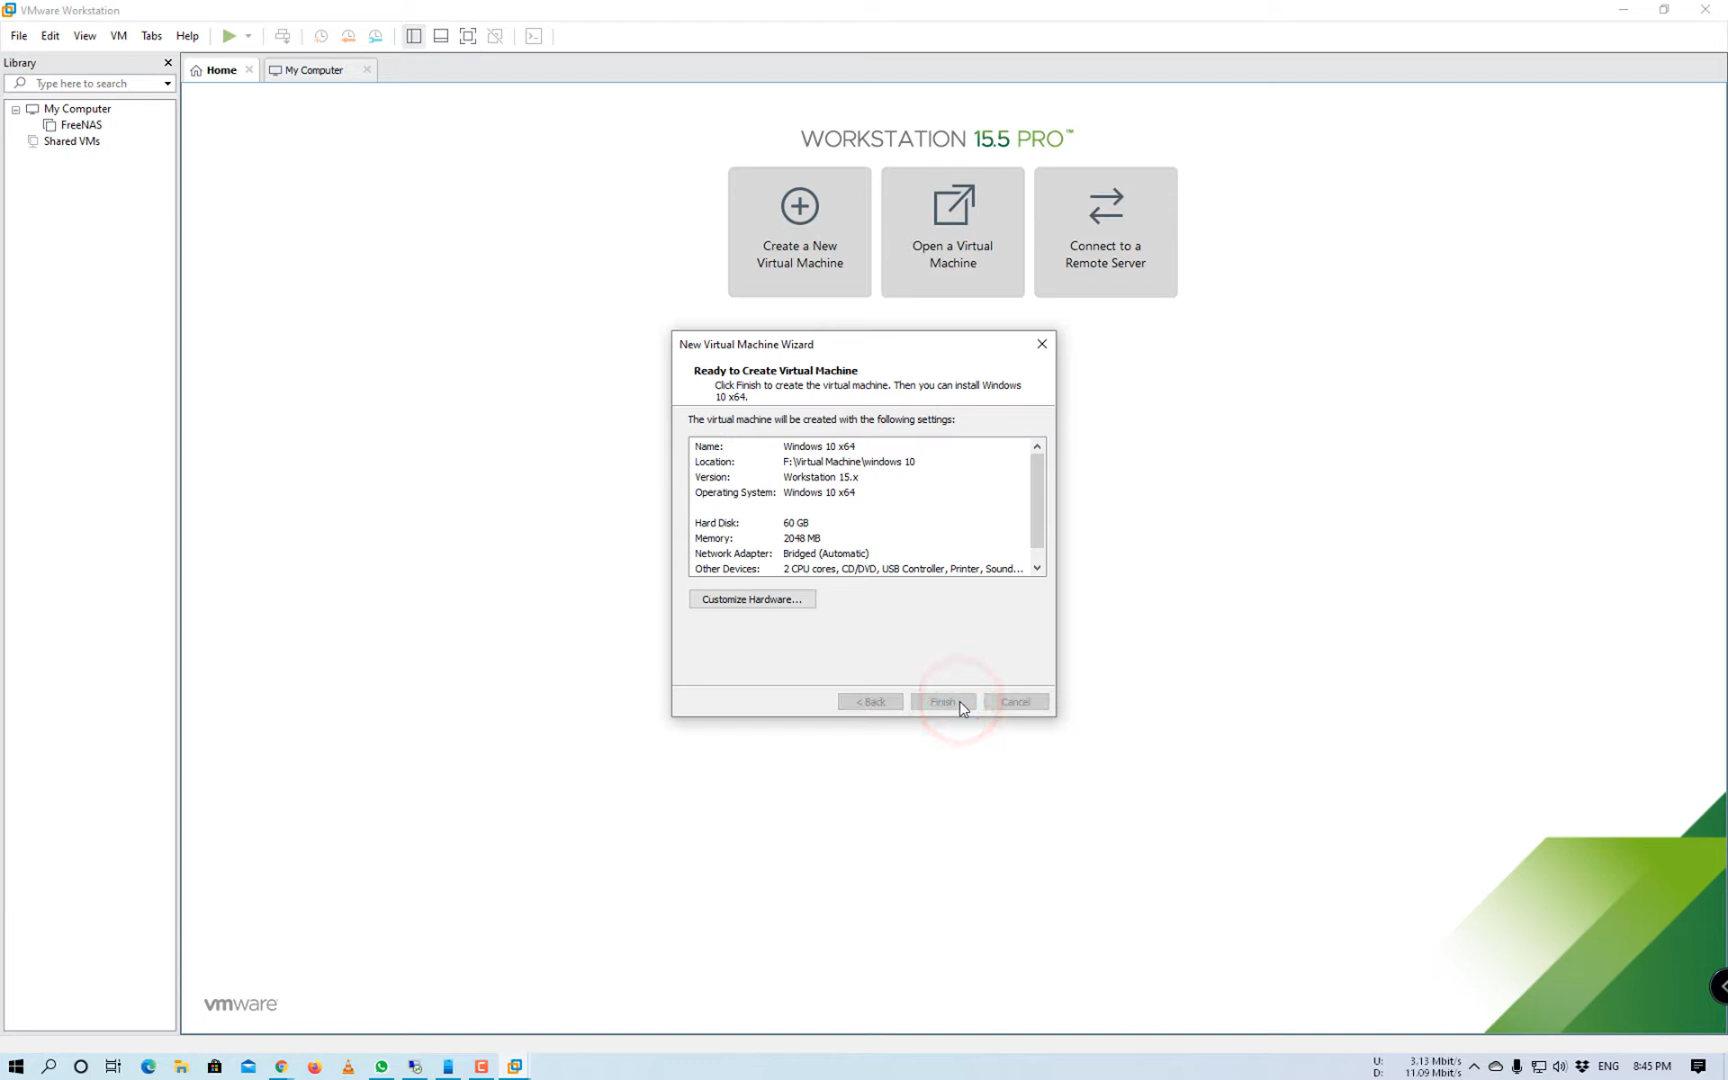 VMware Workstation
File Edit View VM Tabs Help
Library
Type here to search
My Computer
FreeNAS
Shared VMs
Home My Computer
WORKSTATION 15.5 PRO™
Create a New
Virtual Machine
Open a Virtual
Machine
Connect to a
Remote Server
New Virtual Machine Wizard
Ready to Create Virtual Machine
Click Finish to create the virtual machine. Then you can install Windows
10 x64.
The virtual machine will be created with the following settings:
Name: Windows 10 x64
Location: F:\Virtual Machine\windows 10
Version: Workstation 15.x
Operating System: Windows 10 x64
Hard Disk: 60 GB
Memory: 2048 MB
Network Adapter: Bridged (Automatic)
Other Devices: 2 CPU cores, CD/DVD, USB Controller, Printer, Sound...
Customize Hardware...
< Back Finish Cancel
vmware
U: 3.13 Mbit/s
D: 11.09 Mbit/s
ENG 8:45 PM